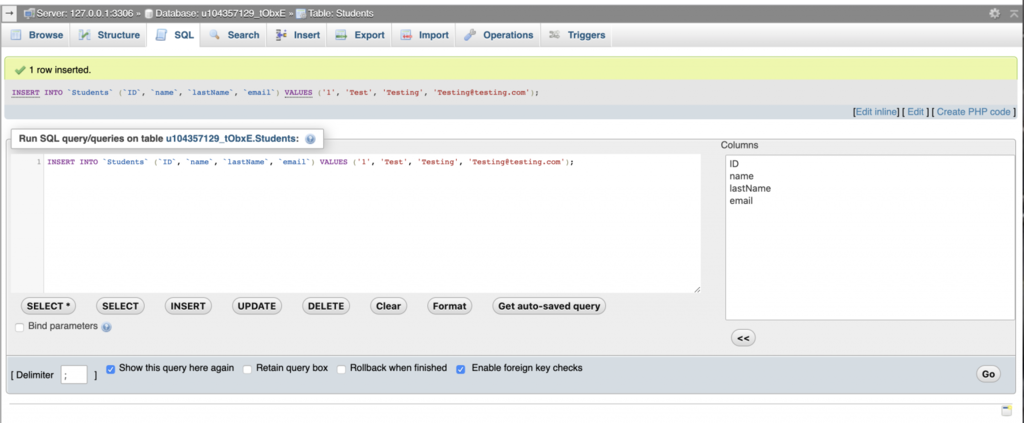 Server: 127.0.0.1:3306 » Database: u104357129_tObxE » Table: Students
Browse Structure SQL Search Insert Export Import Operations Triggers
1 row inserted.
INSERT INTO `Students` (`ID`, `name`, `lastName`, `email`) VALUES ('1', 'Test', 'Testing', 'Testing@testing.com');
[Edit inline] [ Edit ] [ Create PHP code ]
Run SQL query/queries on table u104357129_tObxE.Students:
1 INSERT INTO `Students` (`ID`, `name`, `lastName`, `email`) VALUES ('1', 'Test', 'Testing', 'Testing@testing.com');
Columns
ID
name
lastName
email
SELECT * SELECT INSERT UPDATE DELETE Clear Format Get auto-saved query
Bind parameters
<<
[ Delimiter ; ] Show this query here again Retain query box Rollback when finished Enable foreign key checks Go